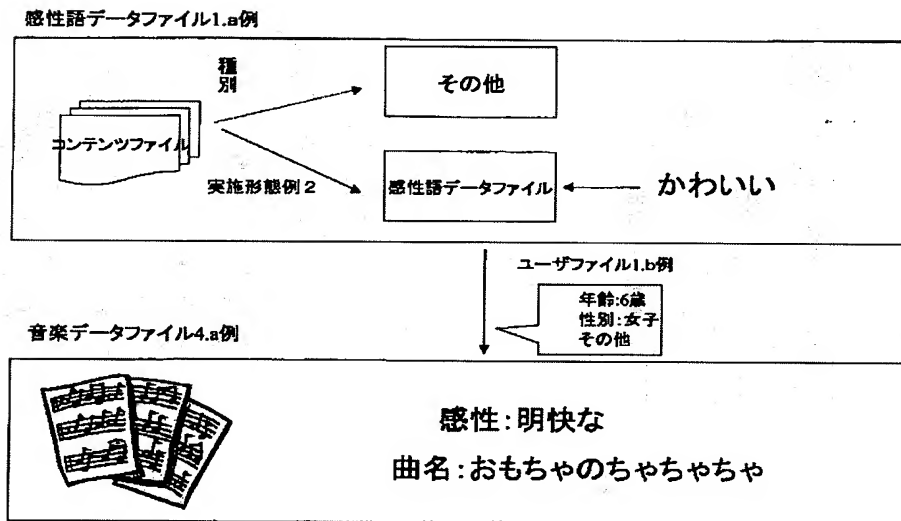 感性語データファイル1.a例
種別
その他
コンテンツファイル
実施形態例２
感性語データファイル
かわいい
ユーザファイル1.b例
年齢:6歳
性別:女子
その他
音楽データファイル4.a例
感性:明快な
曲名:おもちゃのちゃちゃちゃ